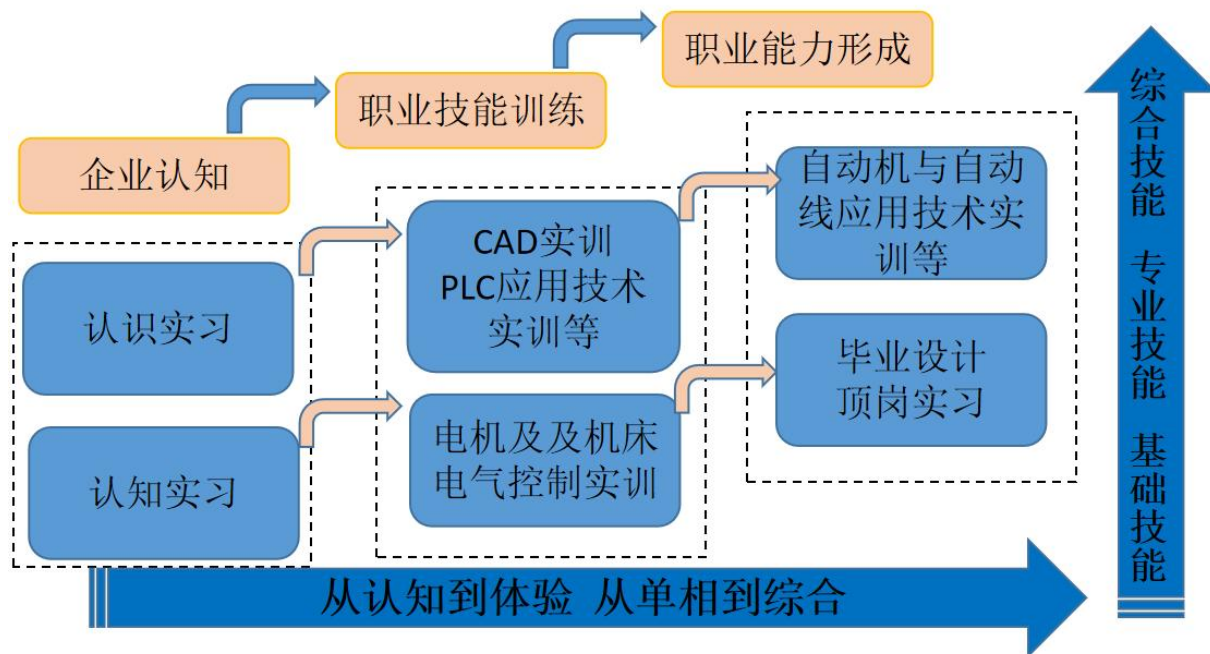 职业能力形成
职业技能训练
企业认知
认识实习
认知实习
CAD实训
PLC应用技术
实训等
电机及及机床
电气控制实训
自动机与自动
线应用技术实
训等
毕业设计
顶岗实习
从认知到体验 从单相到综合
综合技能 专业技能 基础技能